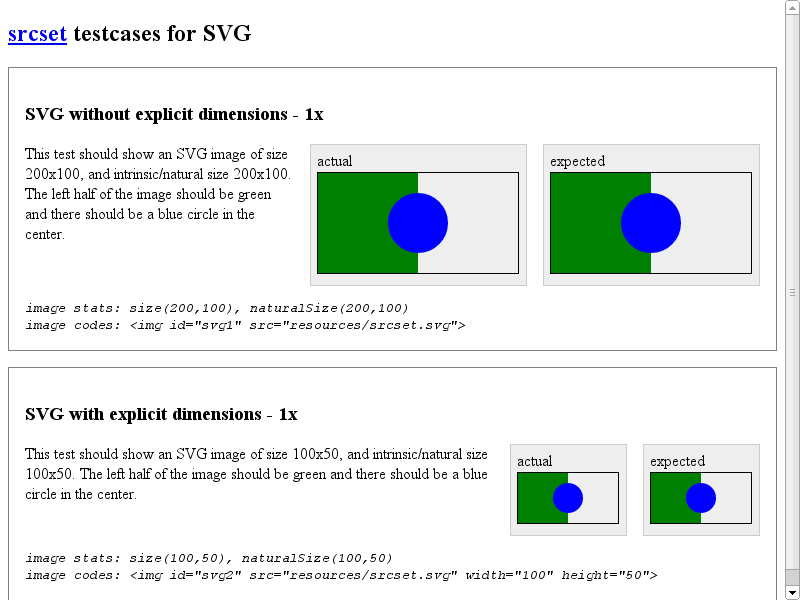 srcset testcases for SVG
SVG without explicit dimensions - 1x
This test should show an SVG image of size
200x100, and intrinsic/natural size 200x100.
The left half of the image should be green
and there should be a blue circle in the
center.
actual
expected
image stats: size(200,100), naturalSize(200,100)
image codes: <img id="svg1" src="resources/srcset.svg">
SVG with explicit dimensions - 1x
This test should show an SVG image of size 100x50, and intrinsic/natural size
100x50. The left half of the image should be green and there should be a blue
circle in the center.
actual
expected
image stats: size(100,50), naturalSize(100,50)
image codes: <img id="svg2" src="resources/srcset.svg" width="100" height="50">